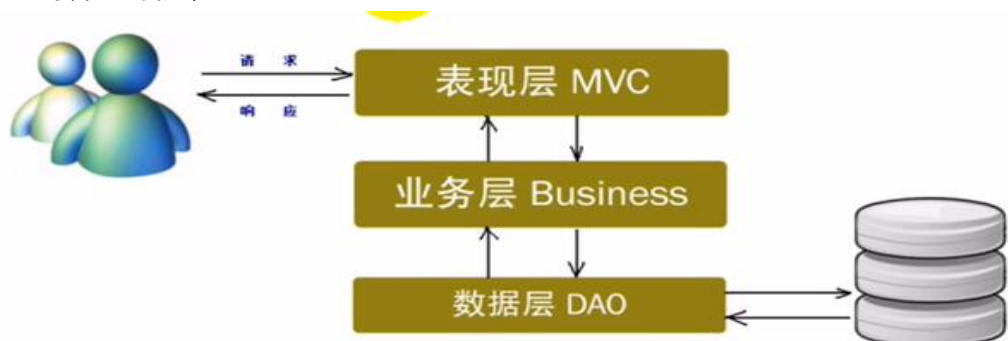 请 求
响 应
表现层 MVC
业务层 Business
数据层 DAO